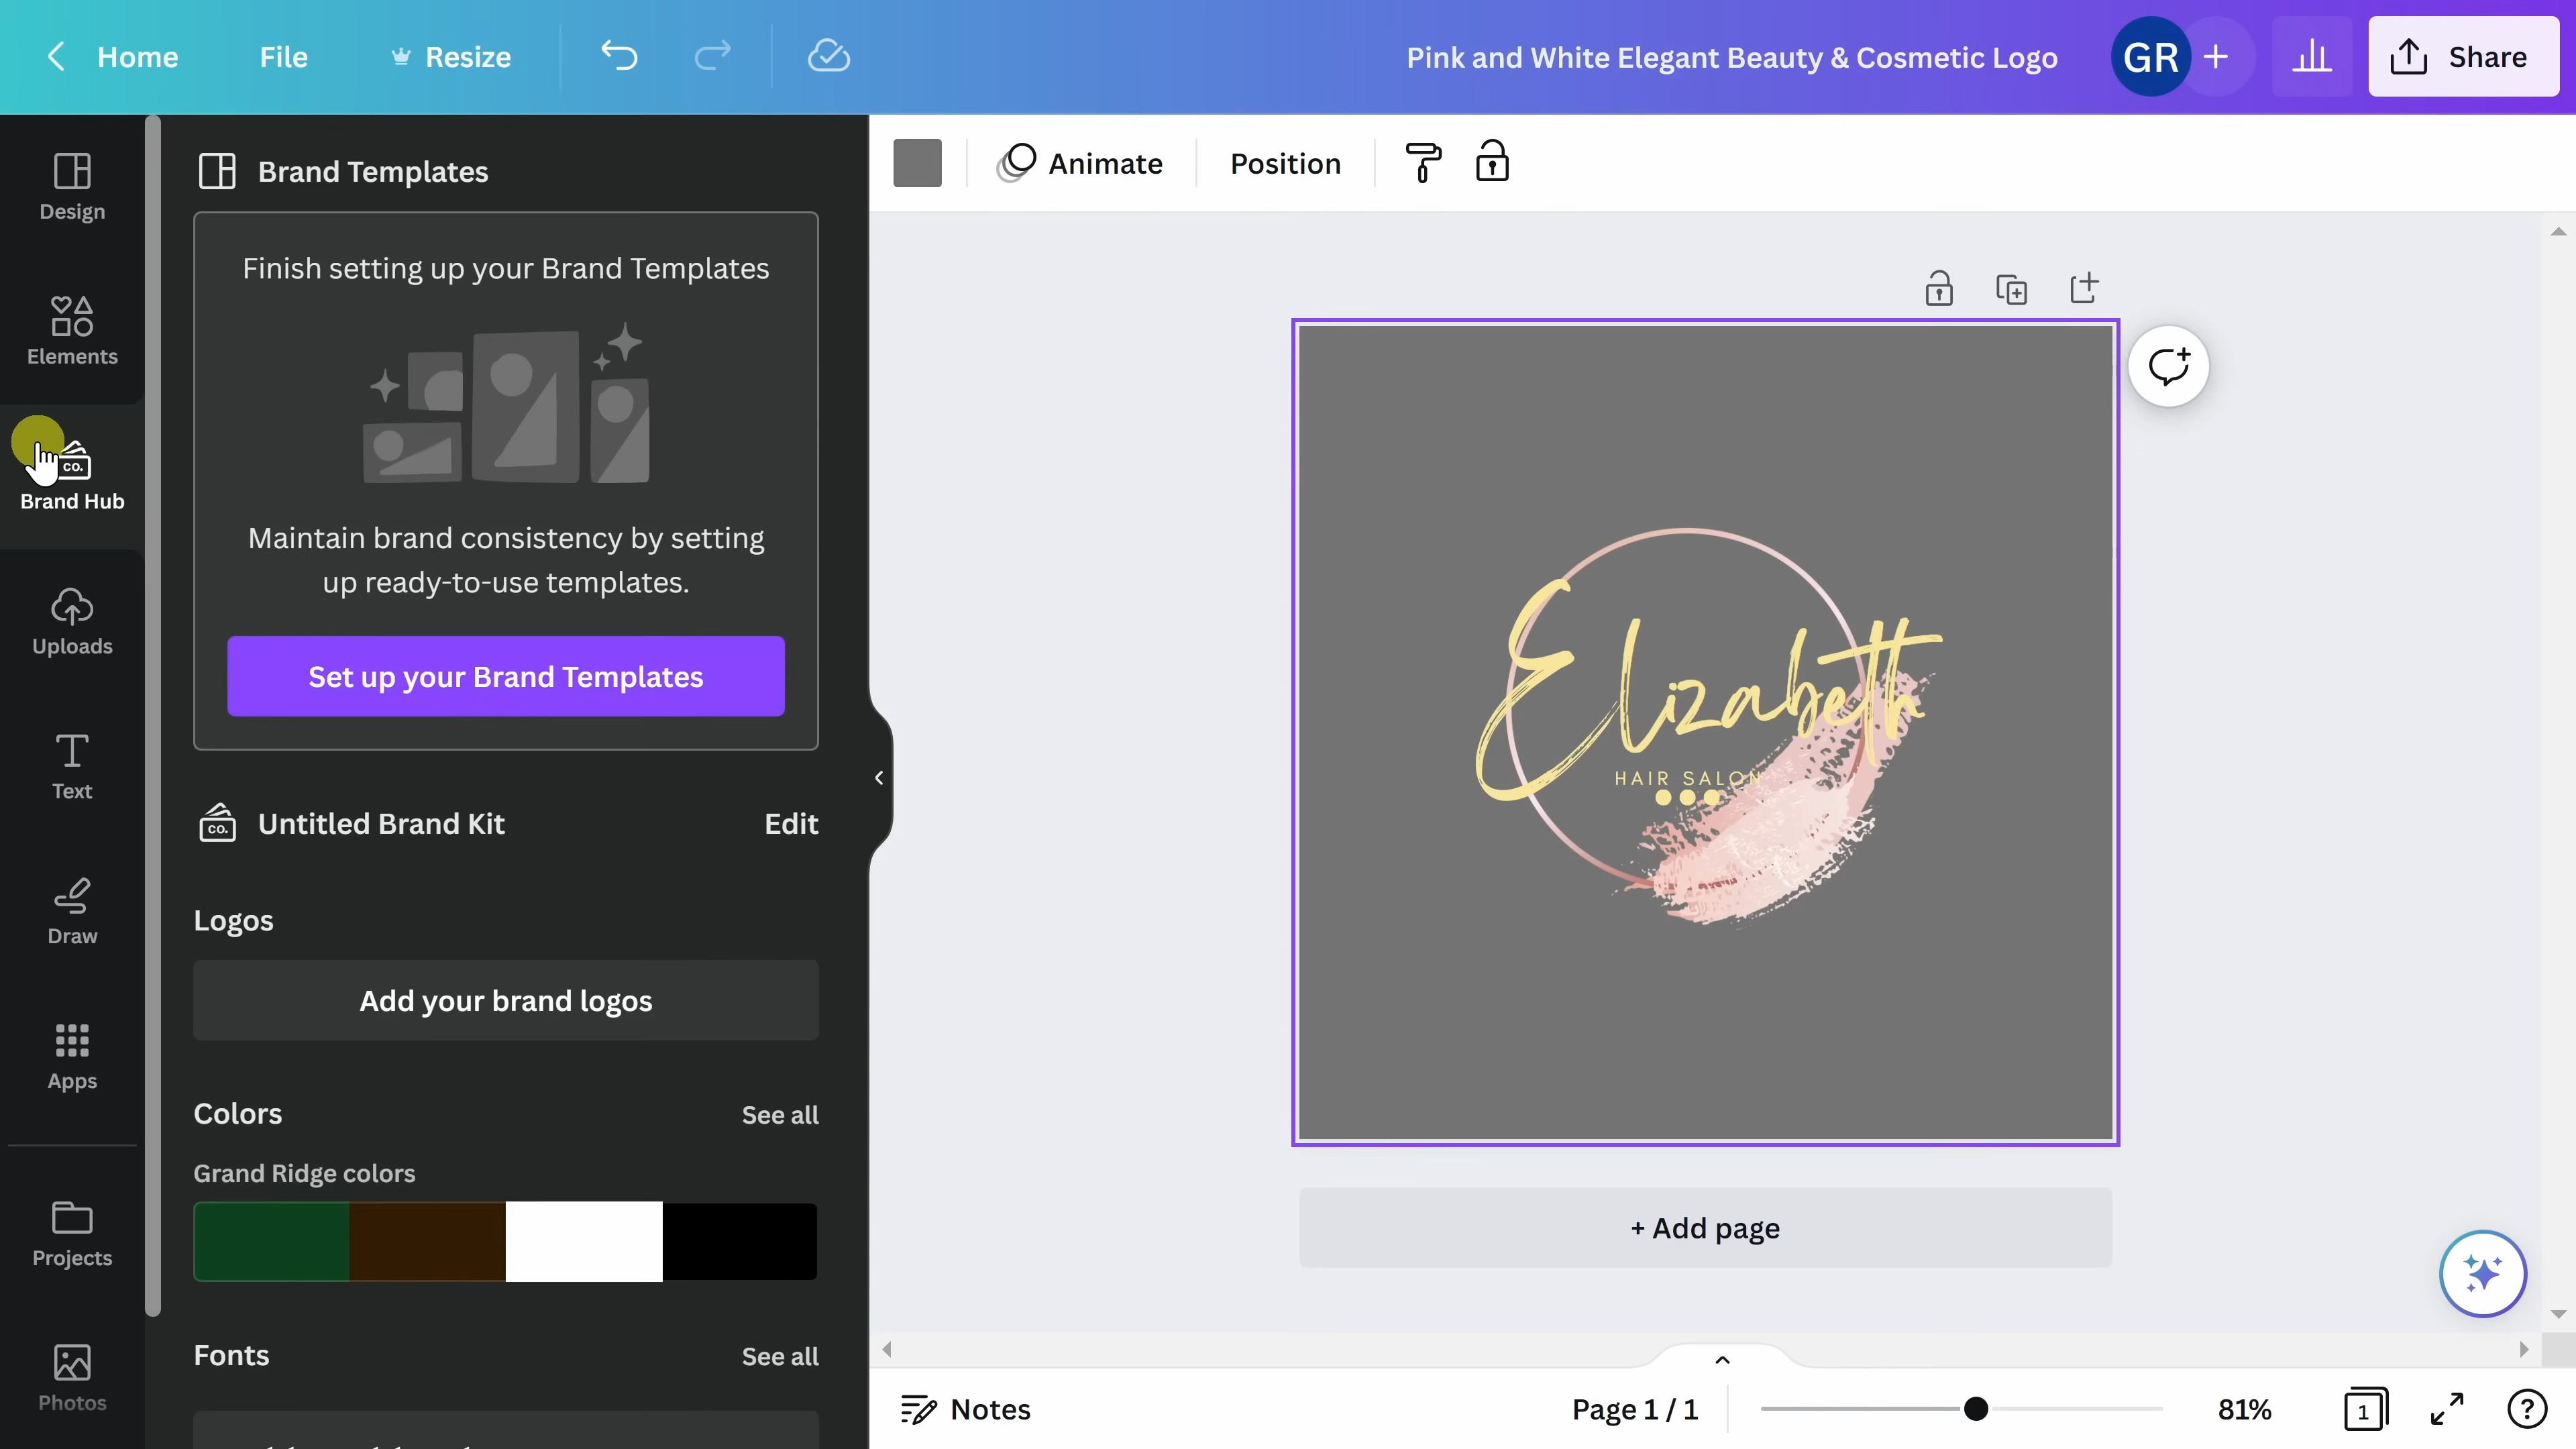 Home
File
Resize
Pink and White Elegant Beauty & Cosmetic Logo
GR
Share
Design
Elements
CO.
Brand Hub
Uploads
Text
Draw
Apps
Projects
Photos
Brand Templates
Finish setting up your Brand Templates
Maintain brand consistency by setting
up ready-to-use templates.
Set up your Brand Templates
CO.
Untitled Brand Kit
Edit
Logos
Add your brand logos
Colors
See all
Grand Ridge colors
Fonts
See all
Animate
Position
Elizabeth
HAIR SALON
+ Add page
Notes
Page 1 / 1
81%
1
?